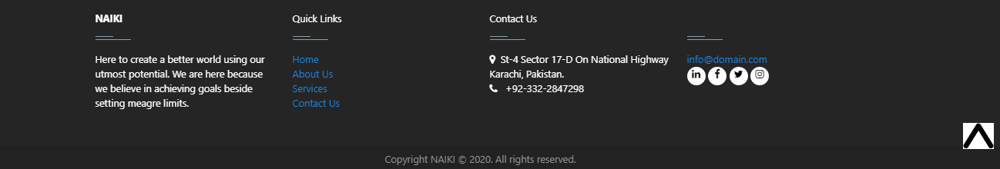 NAIKI
Here to create a better world using our
utmost potential. We are here because
we believe in achieving goals beside
setting meagre limits.
Quick Links
Home
About Us
Services
Contact Us
Contact Us
St-4 Sector 17-D On National Highway
Karachi, Pakistan.
+92-332-2847298
info@domain.com
Copyright NAIKI © 2020. All rights reserved.